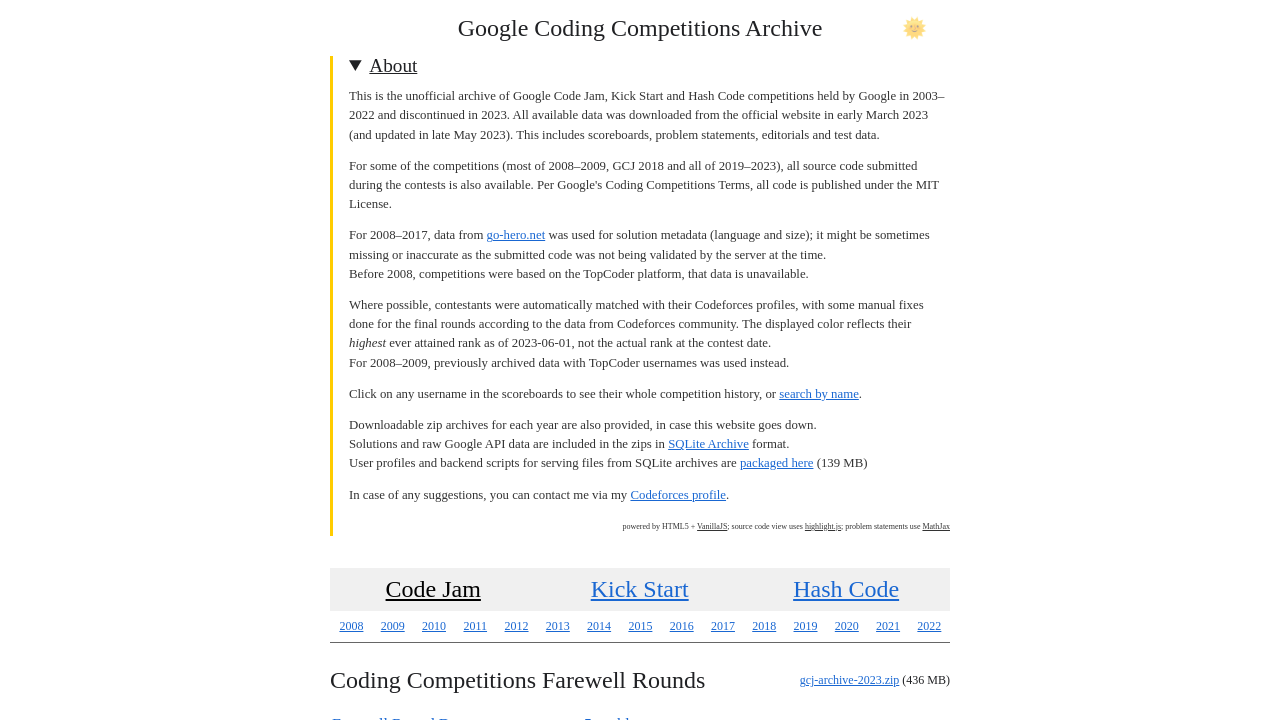 Google Coding Competitions Archive
▼ About
This is the unofficial archive of Google Code Jam, Kick Start and Hash Code competitions held by Google in 2003–
2022 and discontinued in 2023. All available data was downloaded from the official website in early March 2023
(and updated in late May 2023). This includes scoreboards, problem statements, editorials and test data.
For some of the competitions (most of 2008–2009, GCJ 2018 and all of 2019–2023), all source code submitted
during the contests is also available. Per Google's Coding Competitions Terms, all code is published under the MIT
License.
For 2008–2017, data from go-hero.net was used for solution metadata (language and size); it might be sometimes
missing or inaccurate as the submitted code was not being validated by the server at the time.
Before 2008, competitions were based on the TopCoder platform, that data is unavailable.
Where possible, contestants were automatically matched with their Codeforces profiles, with some manual fixes
done for the final rounds according to the data from Codeforces community. The displayed color reflects their
highest ever attained rank as of 2023-06-01, not the actual rank at the contest date.
For 2008–2009, previously archived data with TopCoder usernames was used instead.
Click on any username in the scoreboards to see their whole competition history, or search by name.
Downloadable zip archives for each year are also provided, in case this website goes down.
Solutions and raw Google API data are included in the zips in SQLite Archive format.
User profiles and backend scripts for serving files from SQLite archives are packaged here (139 MB)
In case of any suggestions, you can contact me via my Codeforces profile.
powered by HTML5 + VanillaJS; source code view uses highlight.js; problem statements use MathJax
Code Jam Kick Start Hash Code
2008 2009 2010 2011 2012 2013 2014 2015 2016 2017 2018 2019 2020 2021 2022
Coding Competitions Farewell Rounds gcj-archive-2023.zip (436 MB)